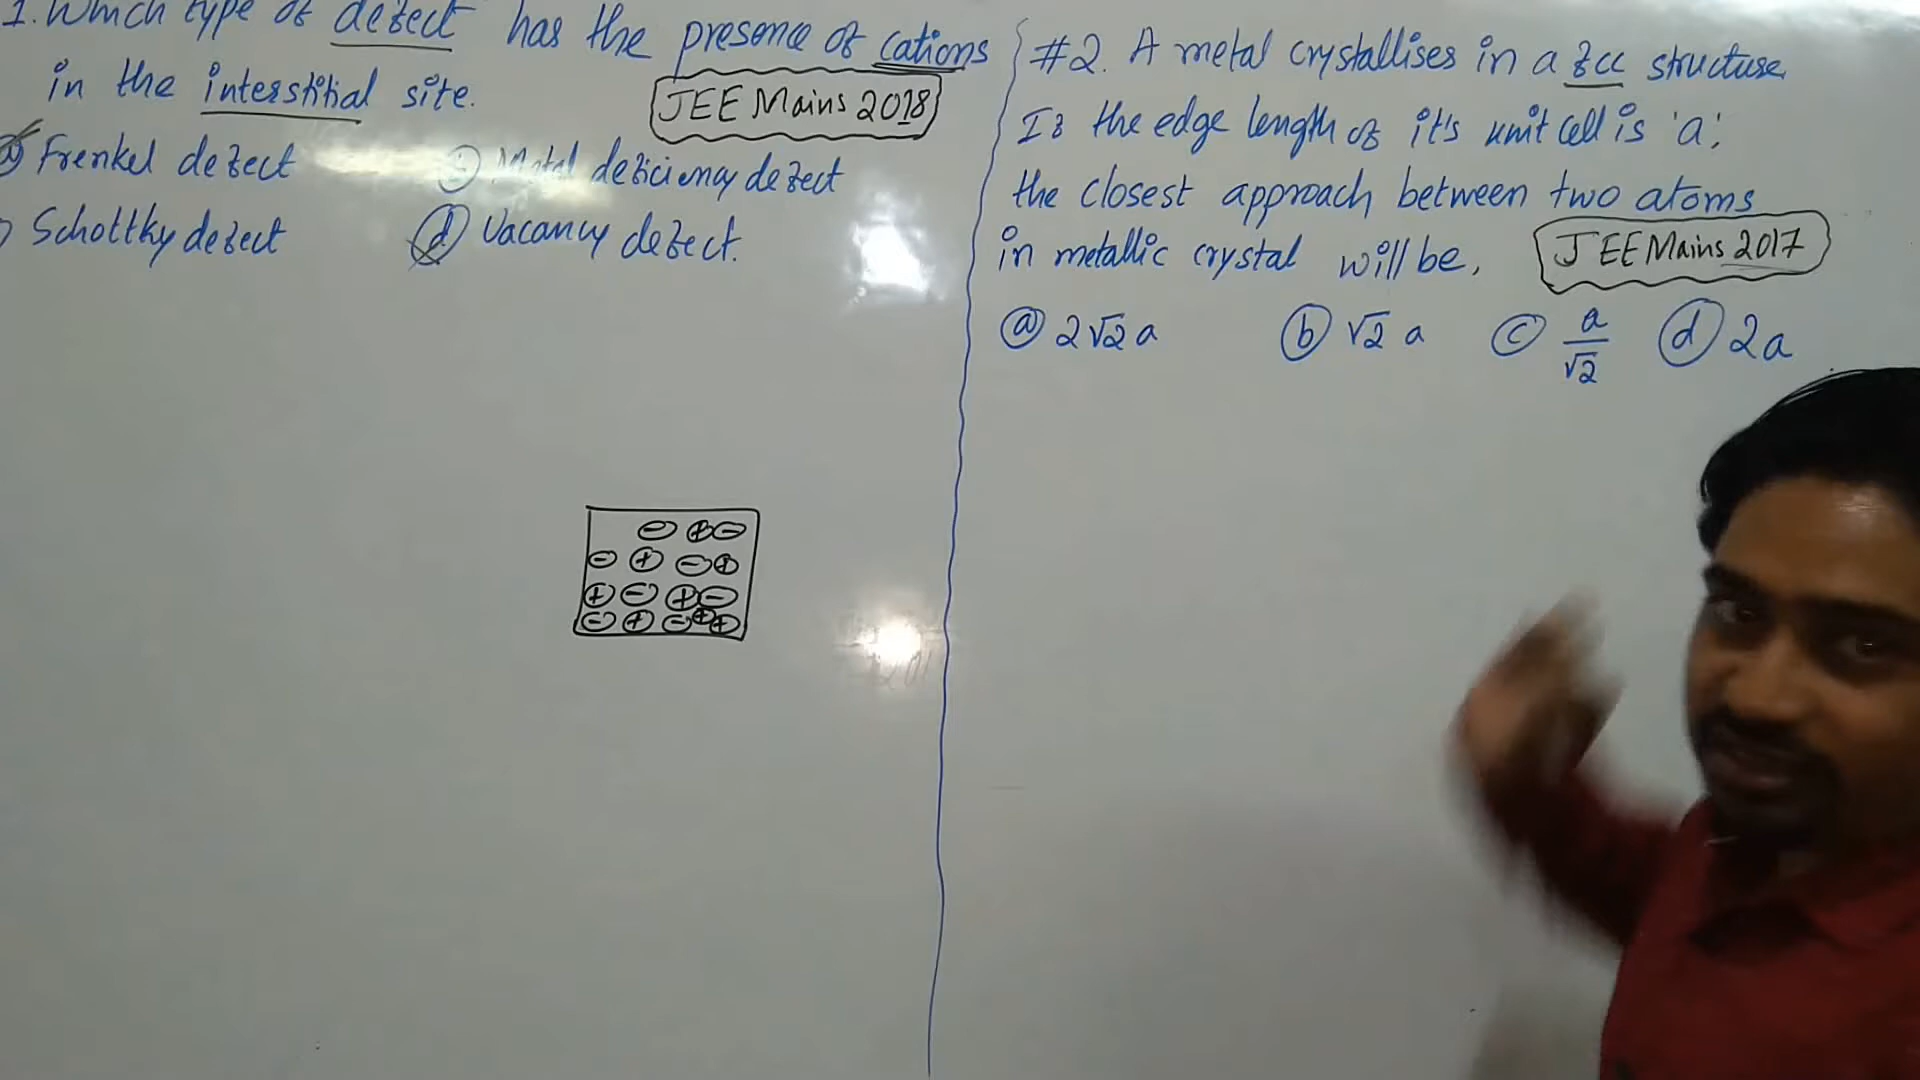 1. Which type of defect has the presence of cations
in the interstitial site.
JEE Mains 2018
a) Frenkel defect
c) Metal deficiency defect
) Schottky defect
d) Vacancy defect.
#2. A metal crystallises in a fcc structure.
If the edge length of it's unit cell is 'a',
the closest approach between two atoms
in metallic crystal will be,
JEE Mains 2017
a) 2√2 a
b) √2 a
c) a/√2
d) 2a
- + -
- + - +
+ - + -
- + - + +